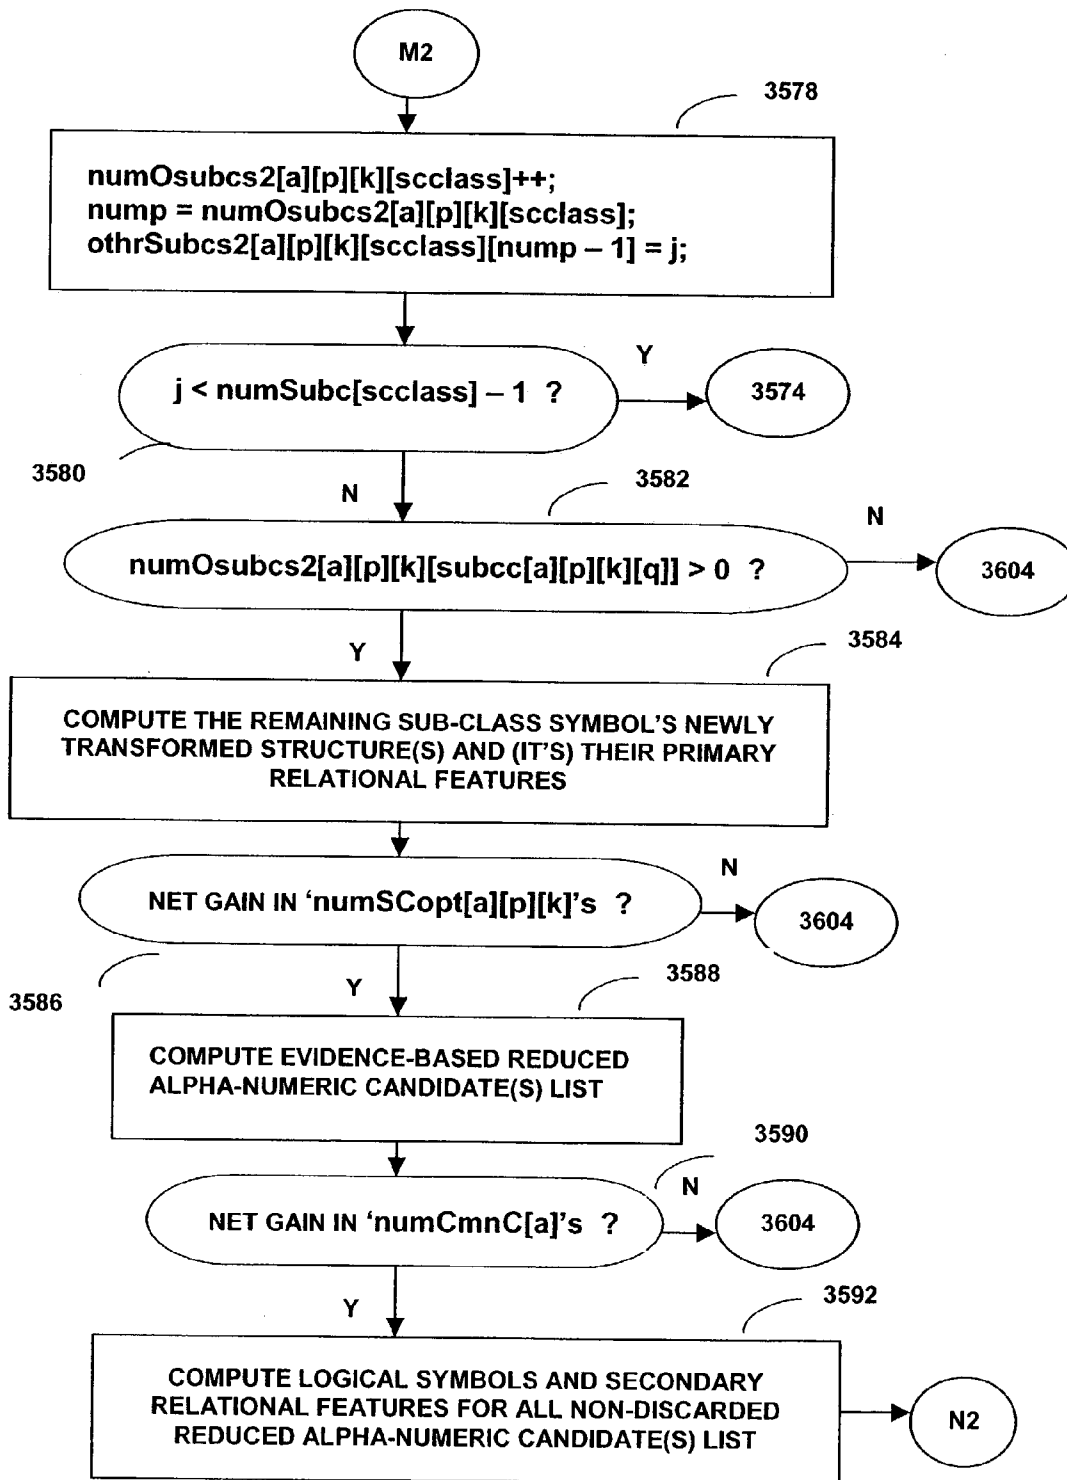 M2
3578
numOsubcs2[a][p][k][scclass]++;
nump = numOsubcs2[a][p][k][scclass];
othrSubcs2[a][p][k][scclass][nump – 1] = j;
j < numSubc[scclass] – 1 ?
Y
3574
3580
N
3582
numOsubcs2[a][p][k][subcc[a][p][k][q]] > 0 ?
N
3604
Y
3584
COMPUTE THE REMAINING SUB-CLASS SYMBOL'S NEWLY
TRANSFORMED STRUCTURE(S) AND (IT'S) THEIR PRIMARY
RELATIONAL FEATURES
NET GAIN IN ‘numSCopt[a][p][k]’s ?
N
3604
3586
Y
3588
COMPUTE EVIDENCE-BASED REDUCED
ALPHA-NUMERIC CANDIDATE(S) LIST
3590
NET GAIN IN ‘numCmnC[a]’s ?
N
3604
Y
3592
COMPUTE LOGICAL SYMBOLS AND SECONDARY
RELATIONAL FEATURES FOR ALL NON-DISCARDED
REDUCED ALPHA-NUMERIC CANDIDATE(S) LIST
N2